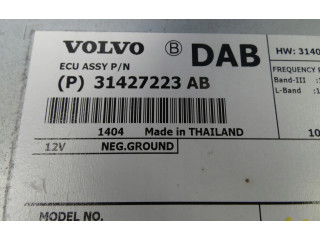 VOLVO B DAB HW: 3140
ECU ASSY P/N
(P) 31427223 AB
FREQUENCY
Band-III :
L-Band :1
1404 Made in THAILAND 10
12V NEG.GROUND
MODEL NO.